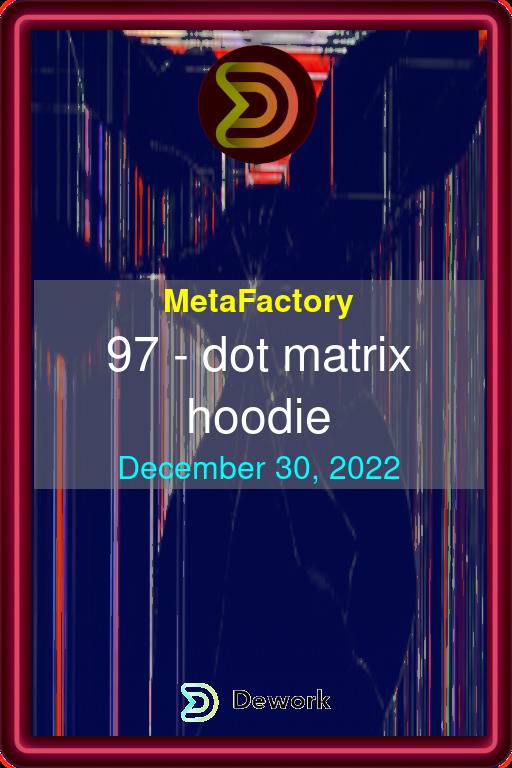 MetaFactory
97 - dot matrix
hoodie
December 30, 2022
Dework